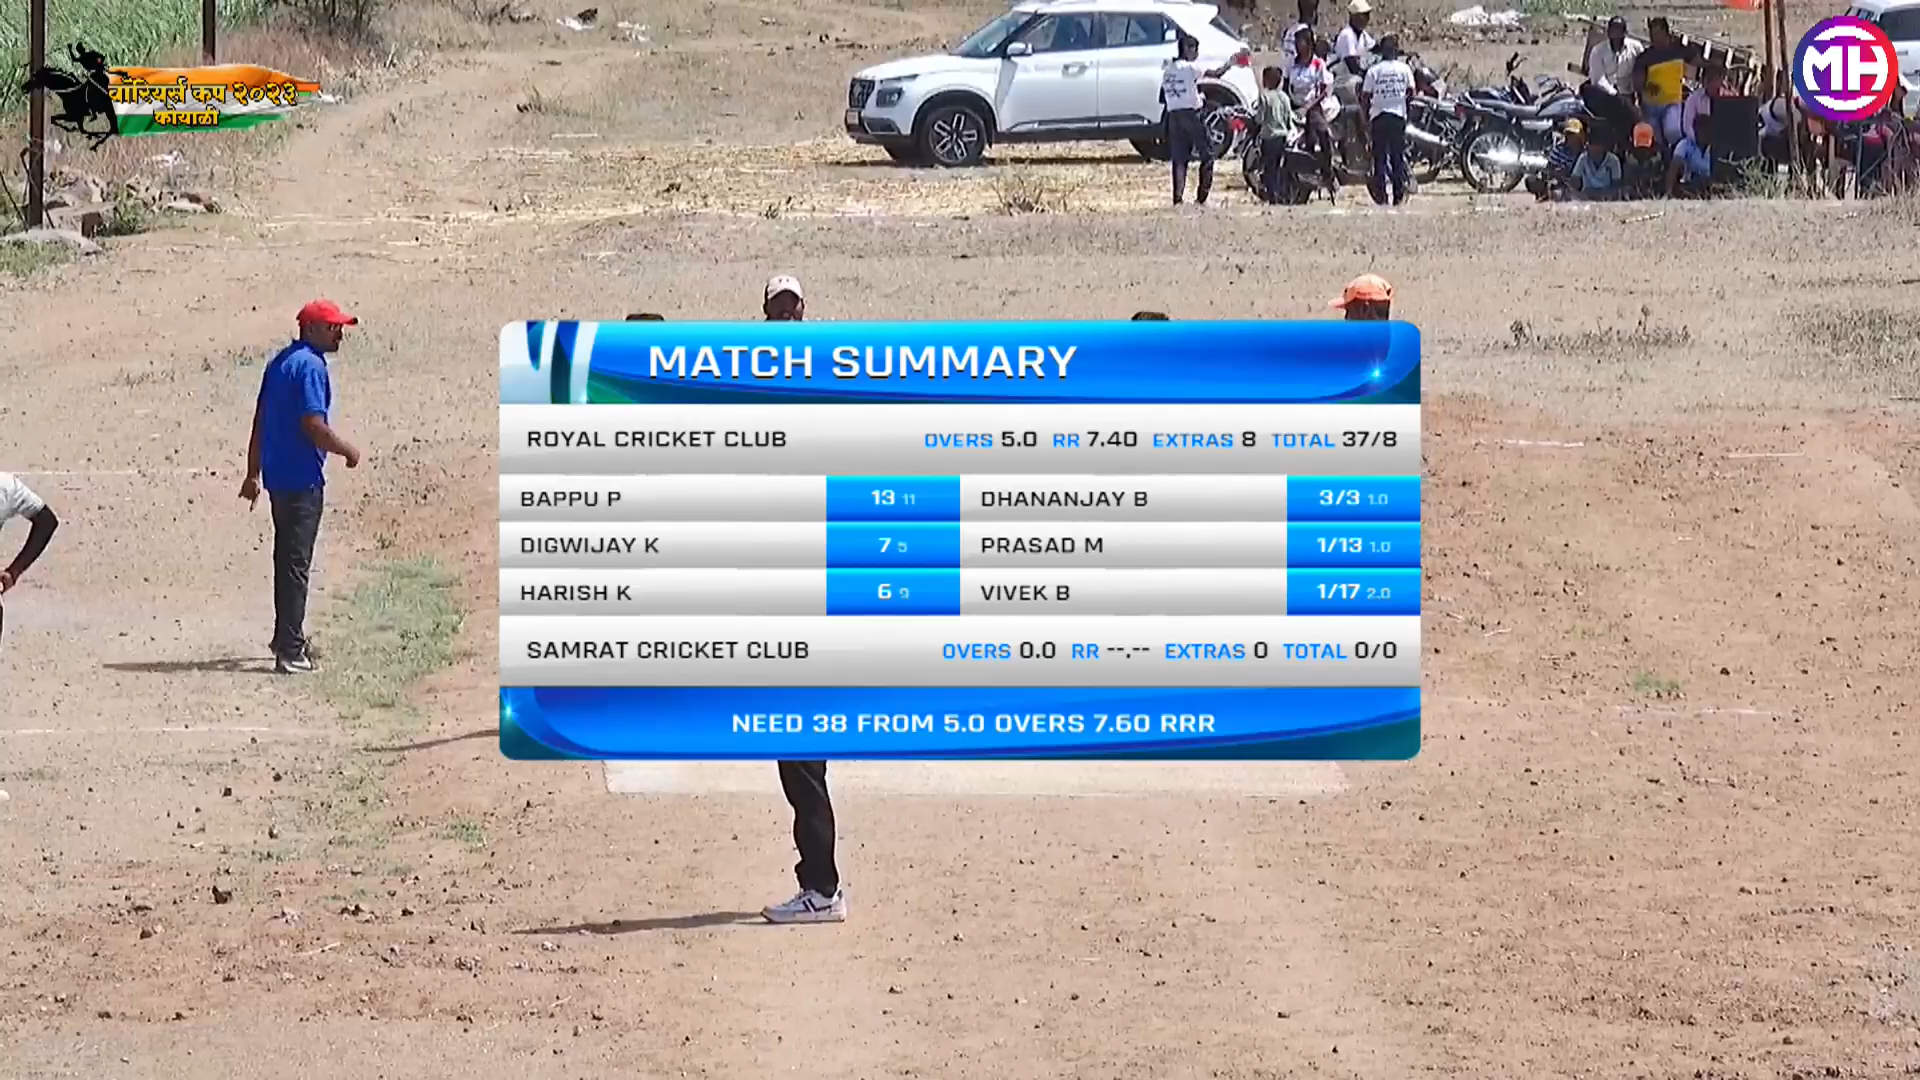 वॉरियर्स कप २०२३
कोयाळी
MH
MATCH SUMMARY
ROYAL CRICKET CLUB OVERS 5.0 RR 7.40 EXTRAS 8 TOTAL 37/8
BAPPU P 13 11 DHANANJAY B 3/3 1.0
DIGWIJAY K 7 5 PRASAD M 1/13 1.0
HARISH K 6 9 VIVEK B 1/17 2.0
SAMRAT CRICKET CLUB OVERS 0.0 RR --.-- EXTRAS 0 TOTAL 0/0
NEED 38 FROM 5.0 OVERS 7.60 RRR